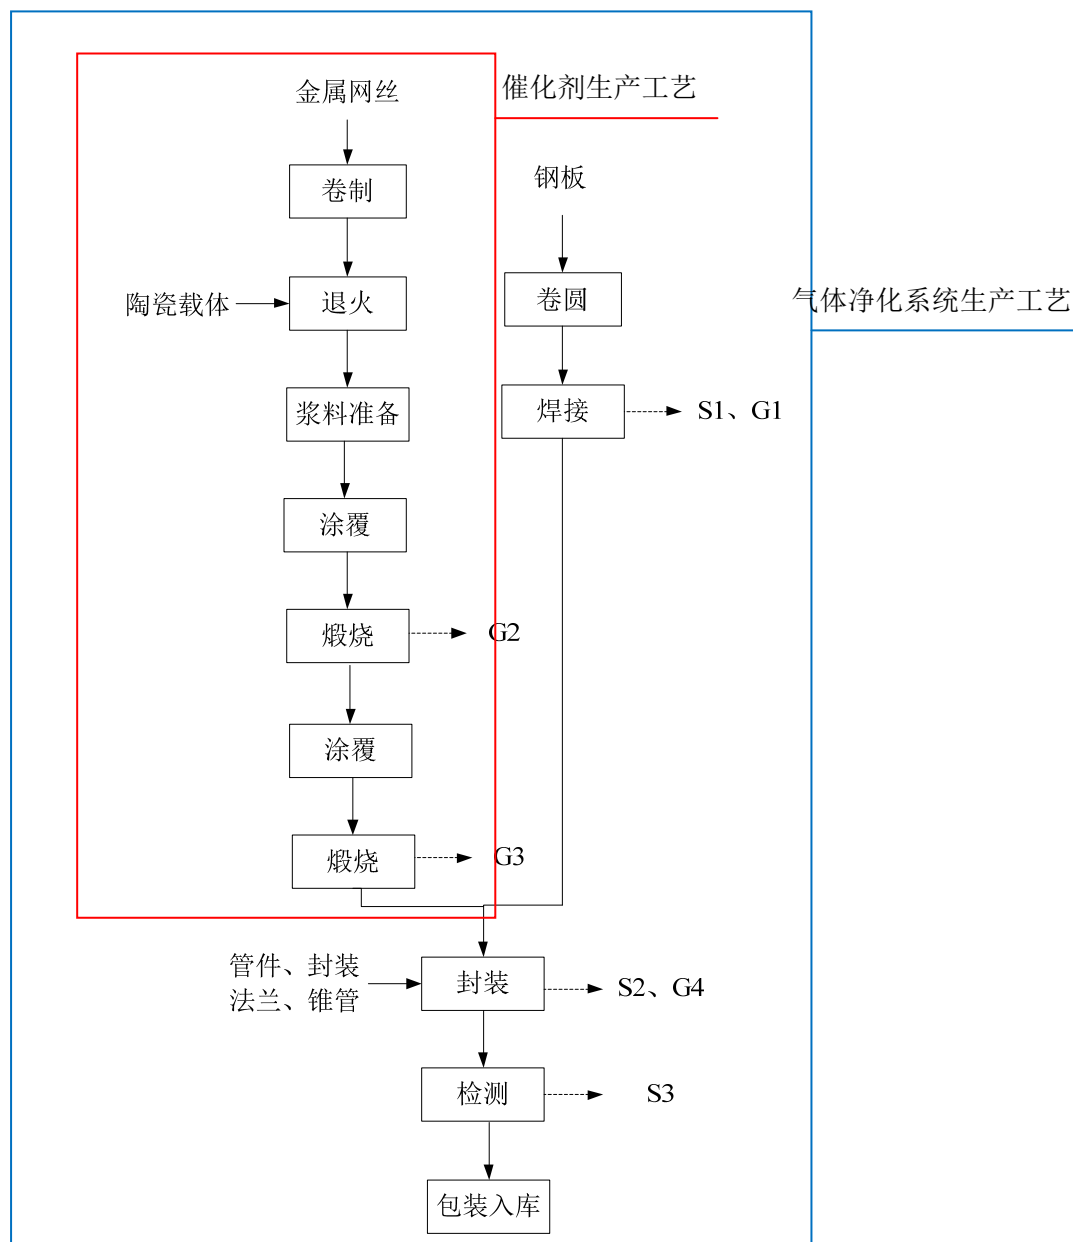 金属网丝
催化剂生产工艺
卷制
钢板
退火
陶瓷载体
卷圆
气体净化系统生产工艺
浆料准备
焊接
S1、G1
涂覆
煅烧
G2
涂覆
煅烧
G3
管件、封装
法兰、锥管
封装
S2、G4
检测
S3
包装入库